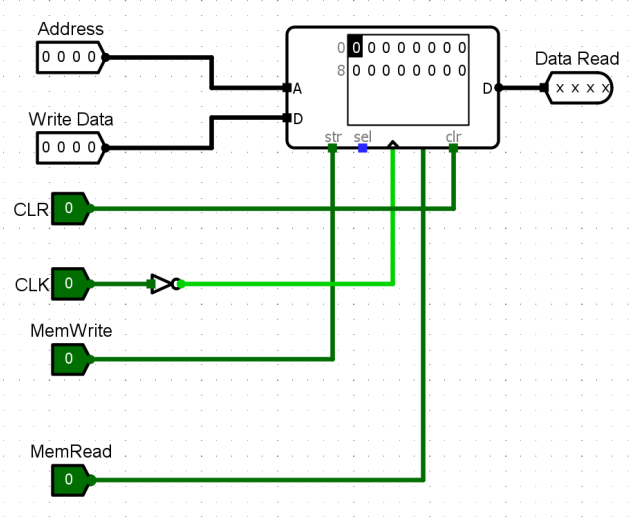 Address
0 0 0 0
Write Data
0 0 0 0
0 0 0 0 0 0 0 0 0
8 0 0 0 0 0 0 0 0
A
D
D
str sel clr
Data Read
x x x x
CLR 0
CLK 0
MemWrite
0
MemRead
0